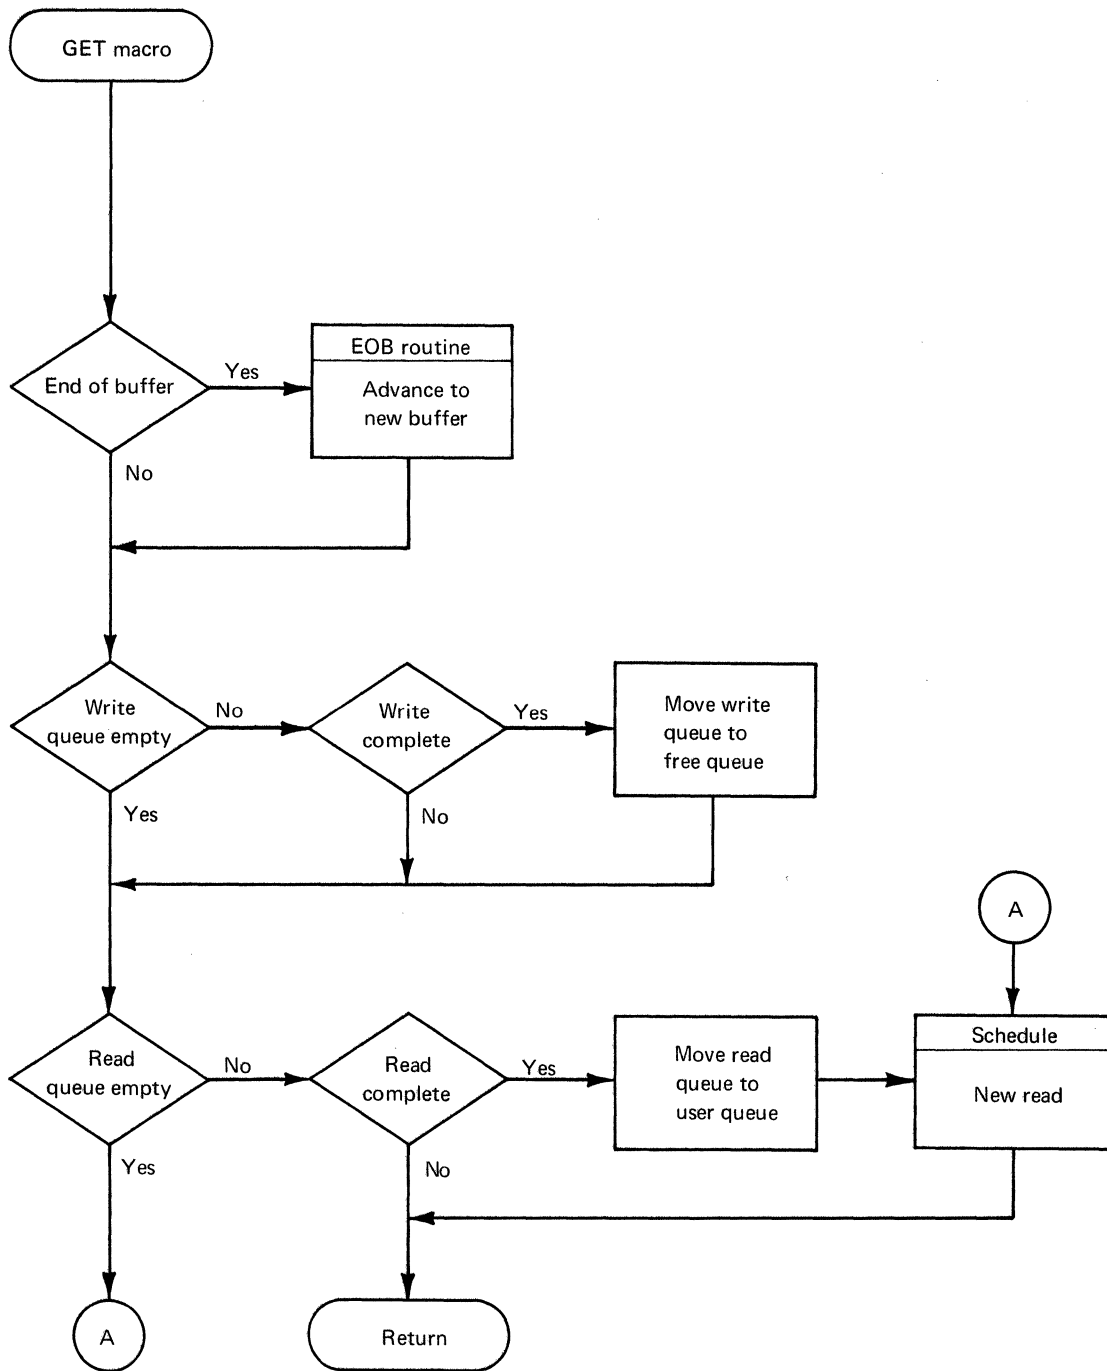 GET macro
End of buffer
Yes
EOB routine
Advance to
new buffer
No
Write
queue empty
No
Write
complete
Yes
Move write
queue to
free queue
Yes
No
A
Read
queue empty
No
Read
complete
Yes
Move read
queue to
user queue
Schedule
New read
Yes
No
A
Return